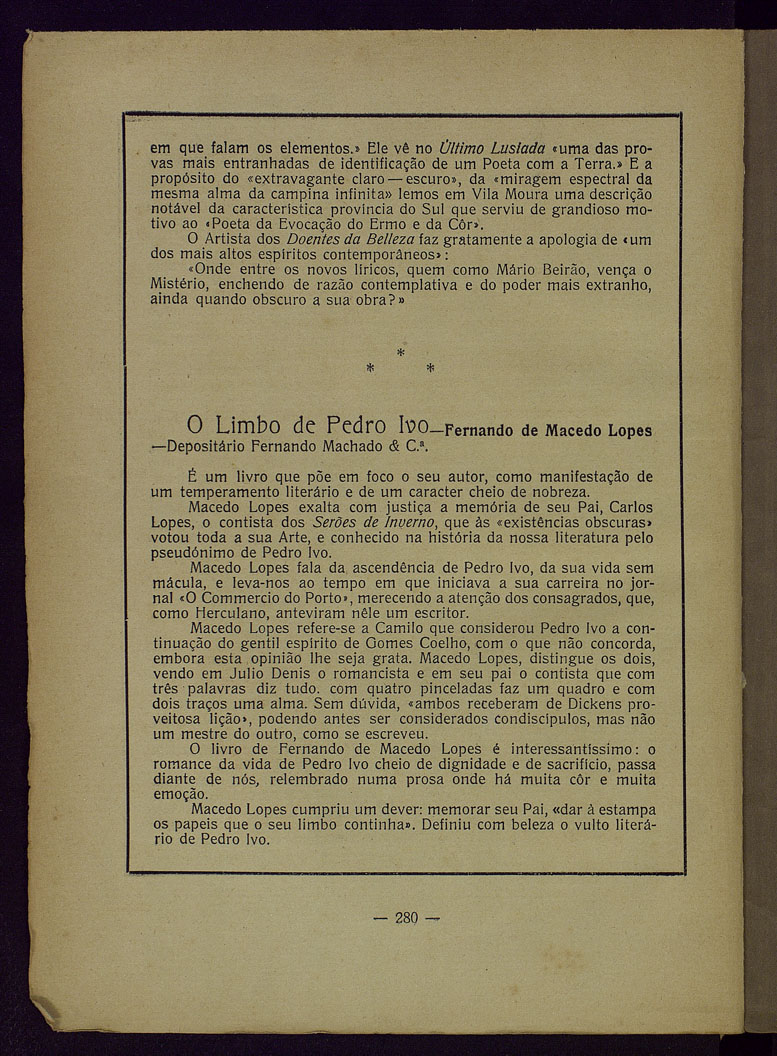 em que falam os elementos.» Ele vê no Último Lusíada «uma das pro-
vas mais entranhadas de identificação de um Poeta com a Terra.» E a
propósito do «extravagante claro—escuro», da «miragem espectral da
mesma alma da campina infinita» lemos em Vila Moura uma descrição
notável da característica província do Sul que serviu de grandioso mo-
tivo ao «Poeta da Evocação do Ermo e da Côr».
O Artista dos Doentes da Belleza faz gratamente a apologia de «um
dos mais altos espíritos contemporâneos»:
«Onde entre os novos líricos, quem como Mário Beirão, vença o
Mistério, enchendo de razão contemplativa e do poder mais extranho,
ainda quando obscuro a sua obra?»
*
* *
O Limbo de Pedro Ivo—Fernando de Macedo Lopes
—Depositário Fernando Machado & C.ª.
É um livro que põe em foco o seu autor, como manifestação de
um temperamento literário e de um caracter cheio de nobreza.
Macedo Lopes exalta com justiça a memória de seu Pai, Carlos
Lopes, o contista dos Serões de Inverno, que às «existências obscuras»
votou toda a sua Arte, e conhecido na história da nossa literatura pelo
pseudónimo de Pedro Ivo.
Macedo Lopes fala da ascendência de Pedro Ivo, da sua vida sem
mácula, e leva-nos ao tempo em que iniciava a sua carreira no jor-
nal «O Commercio do Porto», merecendo a atenção dos consagrados, que,
como Herculano, anteviram nêle um escritor.
Macedo Lopes refere-se a Camilo que considerou Pedro Ivo a con-
tinuação do gentil espírito de Gomes Coelho, com o que não concorda,
embora esta opinião lhe seja grata. Macedo Lopes, distingue os dois,
vendo em Julio Denis o romancista e em seu pai o contista que com
três palavras diz tudo. com quatro pinceladas faz um quadro e com
dois traços uma alma. Sem dúvida, «ambos receberam de Dickens pro-
veitosa lição», podendo antes ser considerados condiscípulos, mas não
um mestre do outro, como se escreveu.
O livro de Fernando de Macedo Lopes é interessantíssimo: o
romance da vida de Pedro Ivo cheio de dignidade e de sacrifício, passa
diante de nós, relembrado numa prosa onde há muita côr e muita
emoção.
Macedo Lopes cumpriu um dever: memorar seu Pai, «dar à estampa
os papeis que o seu limbo continha». Definiu com beleza o vulto literá-
rio de Pedro Ivo.
— 280 —